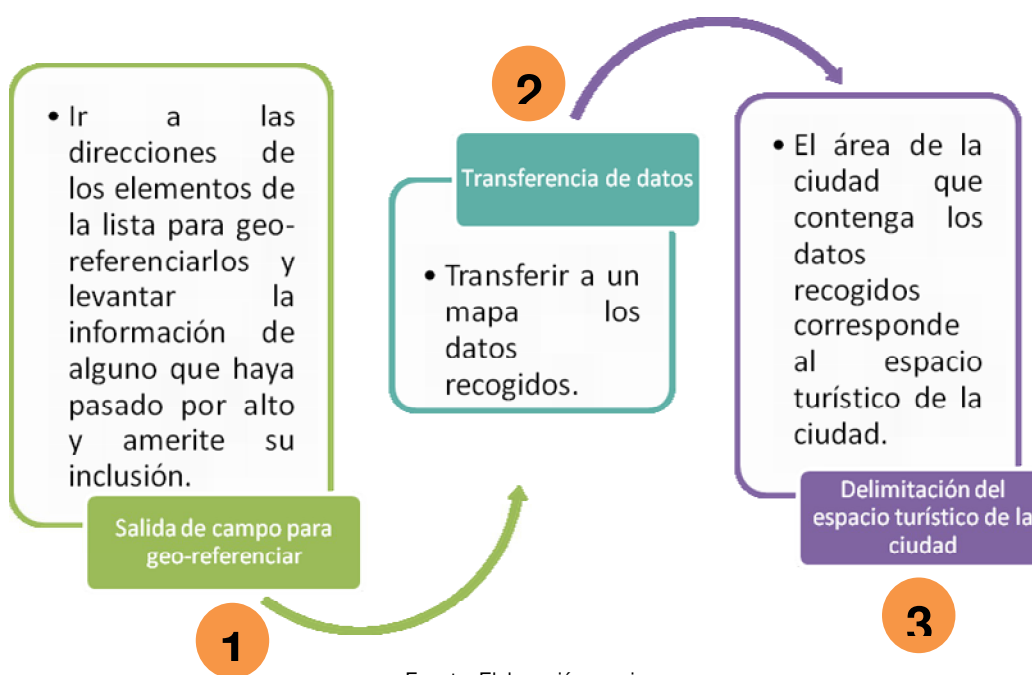 • Ir a las
direcciones de
los elementos de
la lista para geo-
referenciarlos y
levantar la
información de
alguno que haya
pasado por alto
y amerite su
inclusión.
Salida de campo para
geo-referenciar
1
2
Transferencia de datos
• Transferir a un
mapa los
datos
recogidos.
• El área de la
ciudad que
contenga los
datos
recogidos
corresponde
al espacio
turístico de la
ciudad.
Delimitación del
espacio turístico de la
ciudad
3